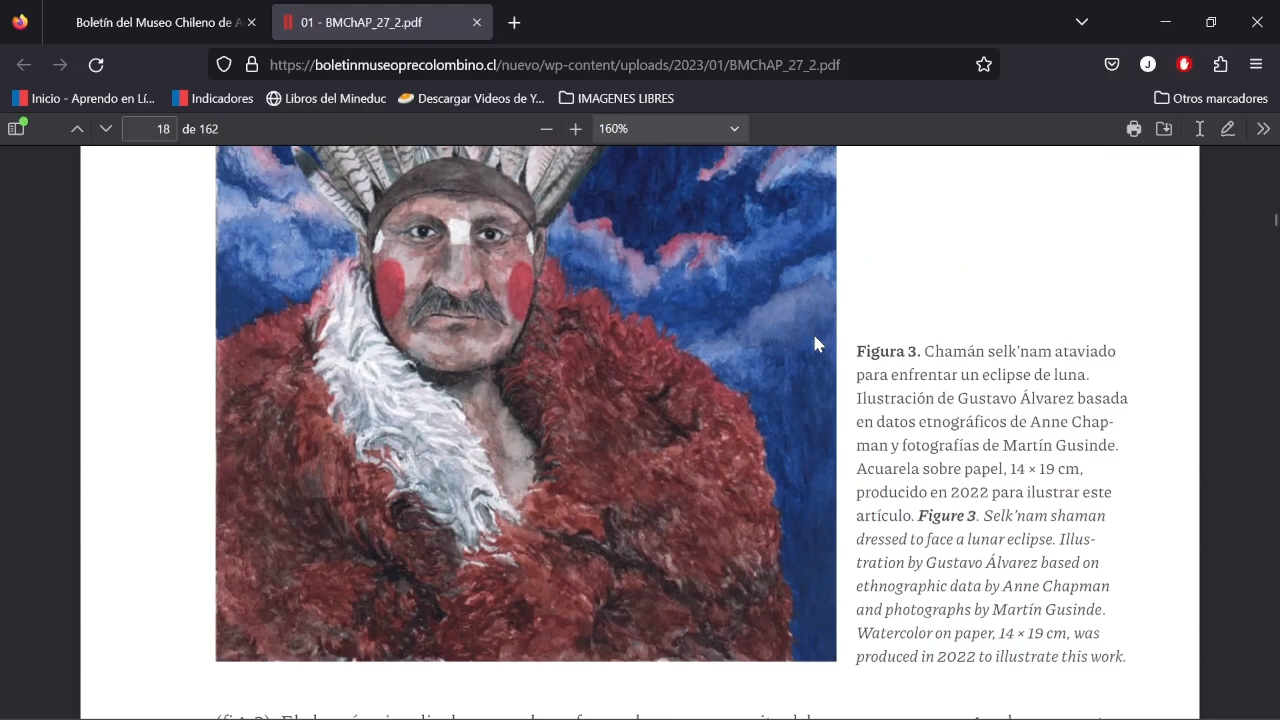 Boletín del Museo Chileno de A
01 - BMChAP_27_2.pdf
https://boletinmuseoprecolombino.cl/nuevo/wp-content/uploads/2023/01/BMChAP_27_2.pdf
J
Inicio - Aprendo en Lí...
Indicadores
Libros del Mineduc
Descargar Videos de Y...
IMAGENES LIBRES
Otros marcadores
18 de 162
160%
Figura 3. Chamán selk'nam ataviado
para enfrentar un eclipse de luna.
Ilustración de Gustavo Álvarez basada
en datos etnográficos de Anne Chap-
man y fotografías de Martín Gusinde.
Acuarela sobre papel, 14 × 19 cm,
producido en 2022 para ilustrar este
artículo. Figure 3. Selk'nam shaman
dressed to face a lunar eclipse. Illus-
tration by Gustavo Álvarez based on
ethnographic data by Anne Chapman
and photographs by Martín Gusinde.
Watercolor on paper, 14 × 19 cm, was
produced in 2022 to illustrate this work.